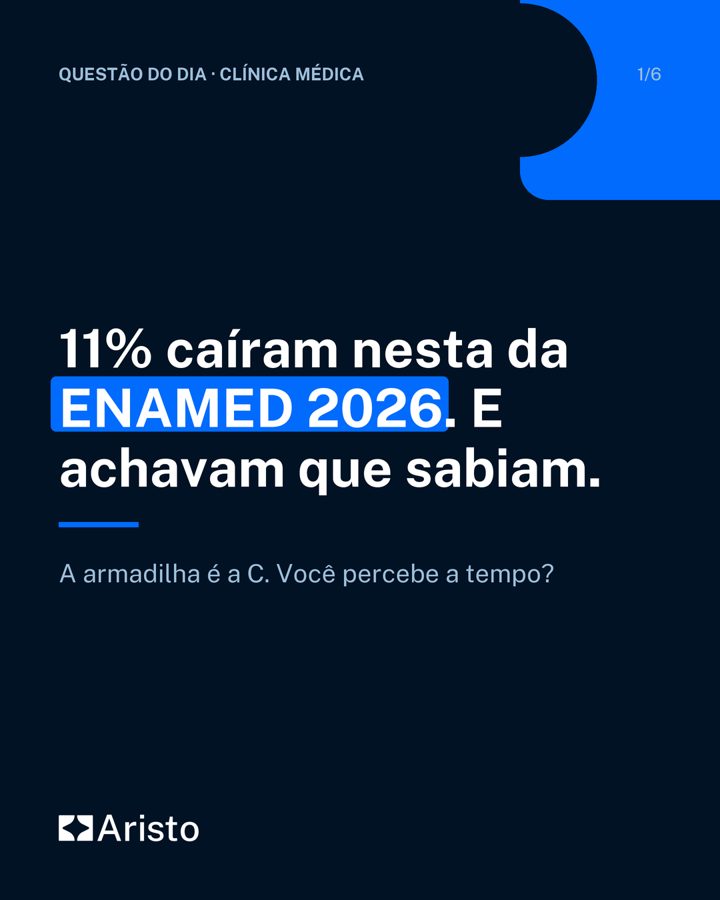 QUESTÃO DO DIA · CLÍNICA MÉDICA
1/6
11% caíram nesta da
ENAMED 2026. E
achavam que sabiam.
A armadilha é a C. Você percebe a tempo?
Aristo